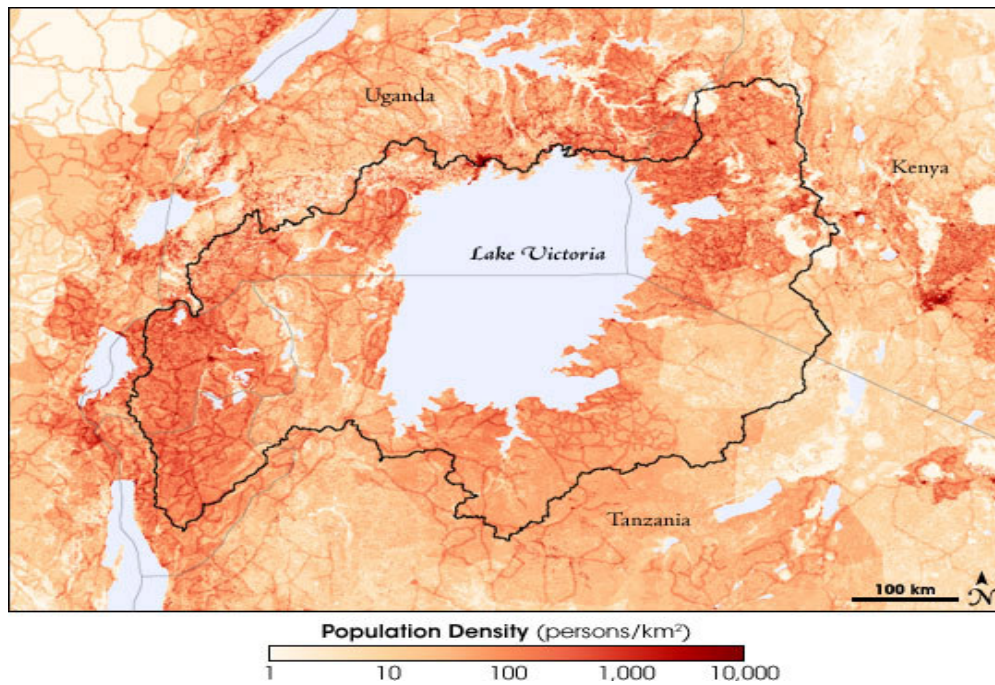 Uganda
Kenya
Lake Victoria
Tanzania
100 km
N
Population Density (persons/km²)
1 10 100 1,000 10,000